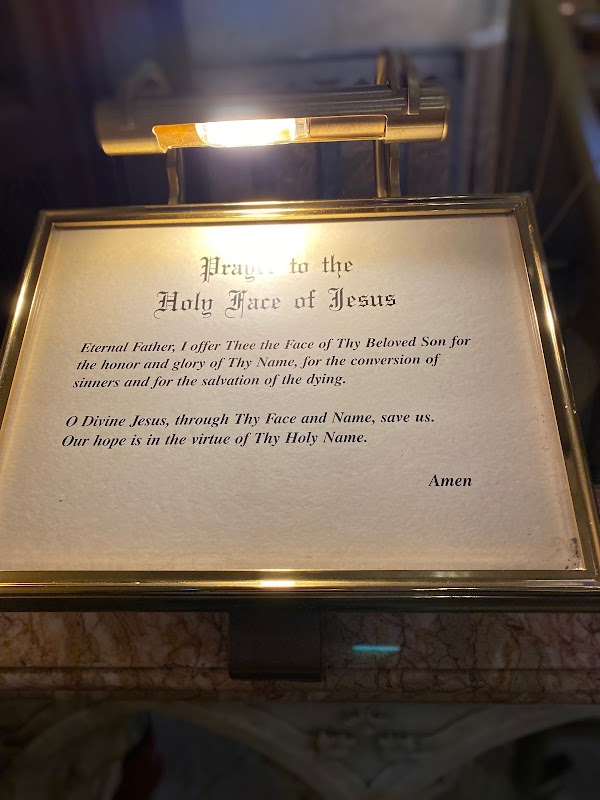 Prayer to the
Holy Face of Jesus
Eternal Father, I offer Thee the Face of Thy Beloved Son for
the honor and glory of Thy Name, for the conversion of
sinners and for the salvation of the dying.
O Divine Jesus, through Thy Face and Name, save us.
Our hope is in the virtue of Thy Holy Name.
Amen